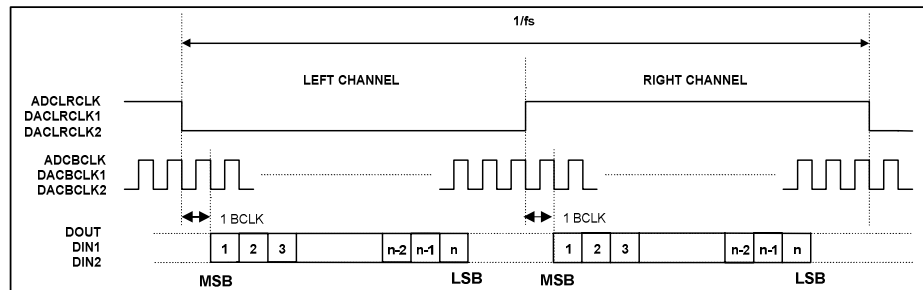 1/fs
LEFT CHANNEL RIGHT CHANNEL
ADCLRCLK
DACLRCLK1
DACLRCLK2
ADCBCLK
DACBCLK1
DACBCLK2
1 BCLK 1 BCLK
DOUT
DIN1
DIN2
1 2 3 n-2 n-1 n 1 2 3 n-2 n-1 n
MSB LSB MSB LSB